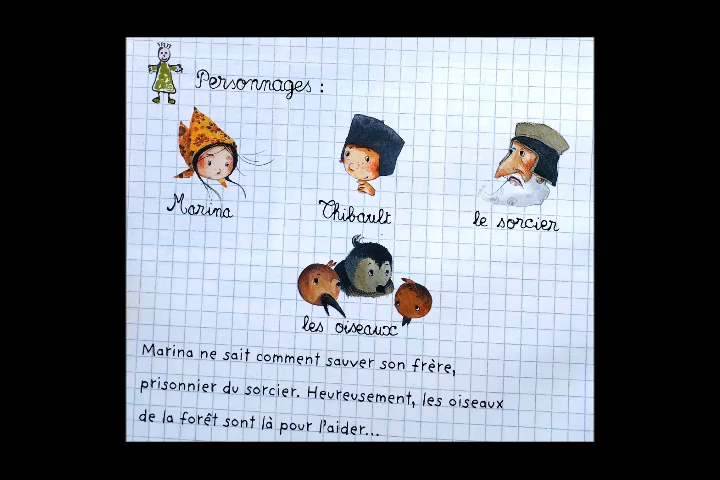 Personnages :
Marina
Thibault
le sorcier
les oiseaux
Marina ne sait comment sauver son frère,
prisonnier du sorcier. Heureusement, les oiseaux
de la forêt sont là pour l'aider...